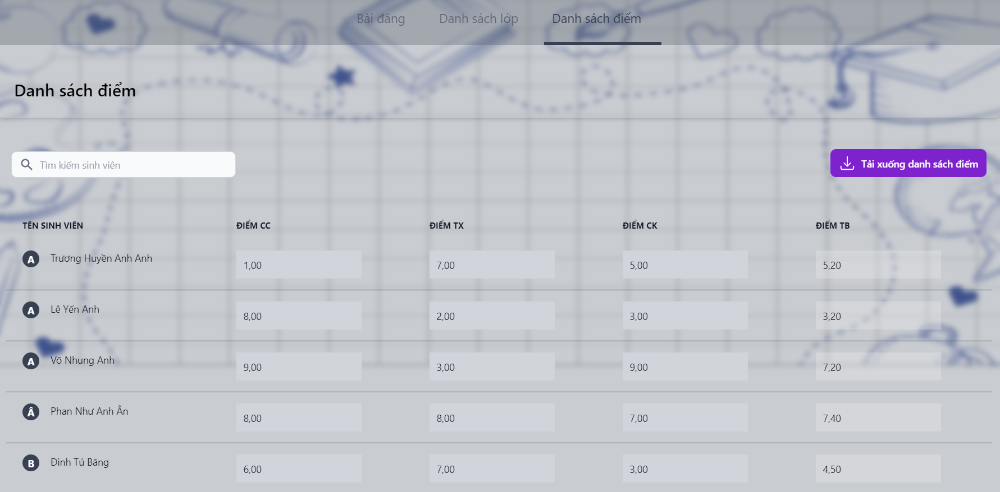 Bài đăng Danh sách lớp Danh sách điểm
Danh sách điểm
Tìm kiếm sinh viên
Tải xuống danh sách điểm
TÊN SINH VIÊN ĐIỂM CC ĐIỂM TX ĐIỂM CK ĐIỂM TB
A Trương Huyền Anh Anh 1,00 7,00 5,00 5,20
A Lê Yến Anh 8,00 2,00 3,00 3,20
A Võ Nhung Anh 9,00 3,00 9,00 7,20
Â Phan Như Anh Ân 8,00 8,00 7,00 7,40
B Đinh Tú Băng 6,00 7,00 3,00 4,50